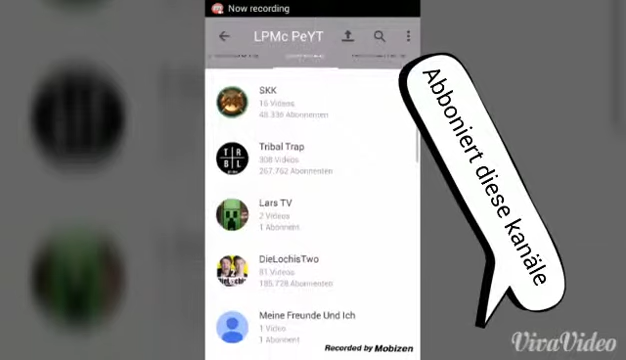 Now recording
LPMc PeYT
SKK
16 Videos
48.336 Abonnenten
T R
B L
Tribal Trap
308 Videos
267.762 Abonnenten
Lars TV
2 Videos
1 Abonnent
DieLochisTwo
81 Videos
185.728 Abonnenten
Meine Freunde Und Ich
1 Video
1 Abonnent
Recorded by Mobizen
Abboniert diese kanäle
VivaVideo